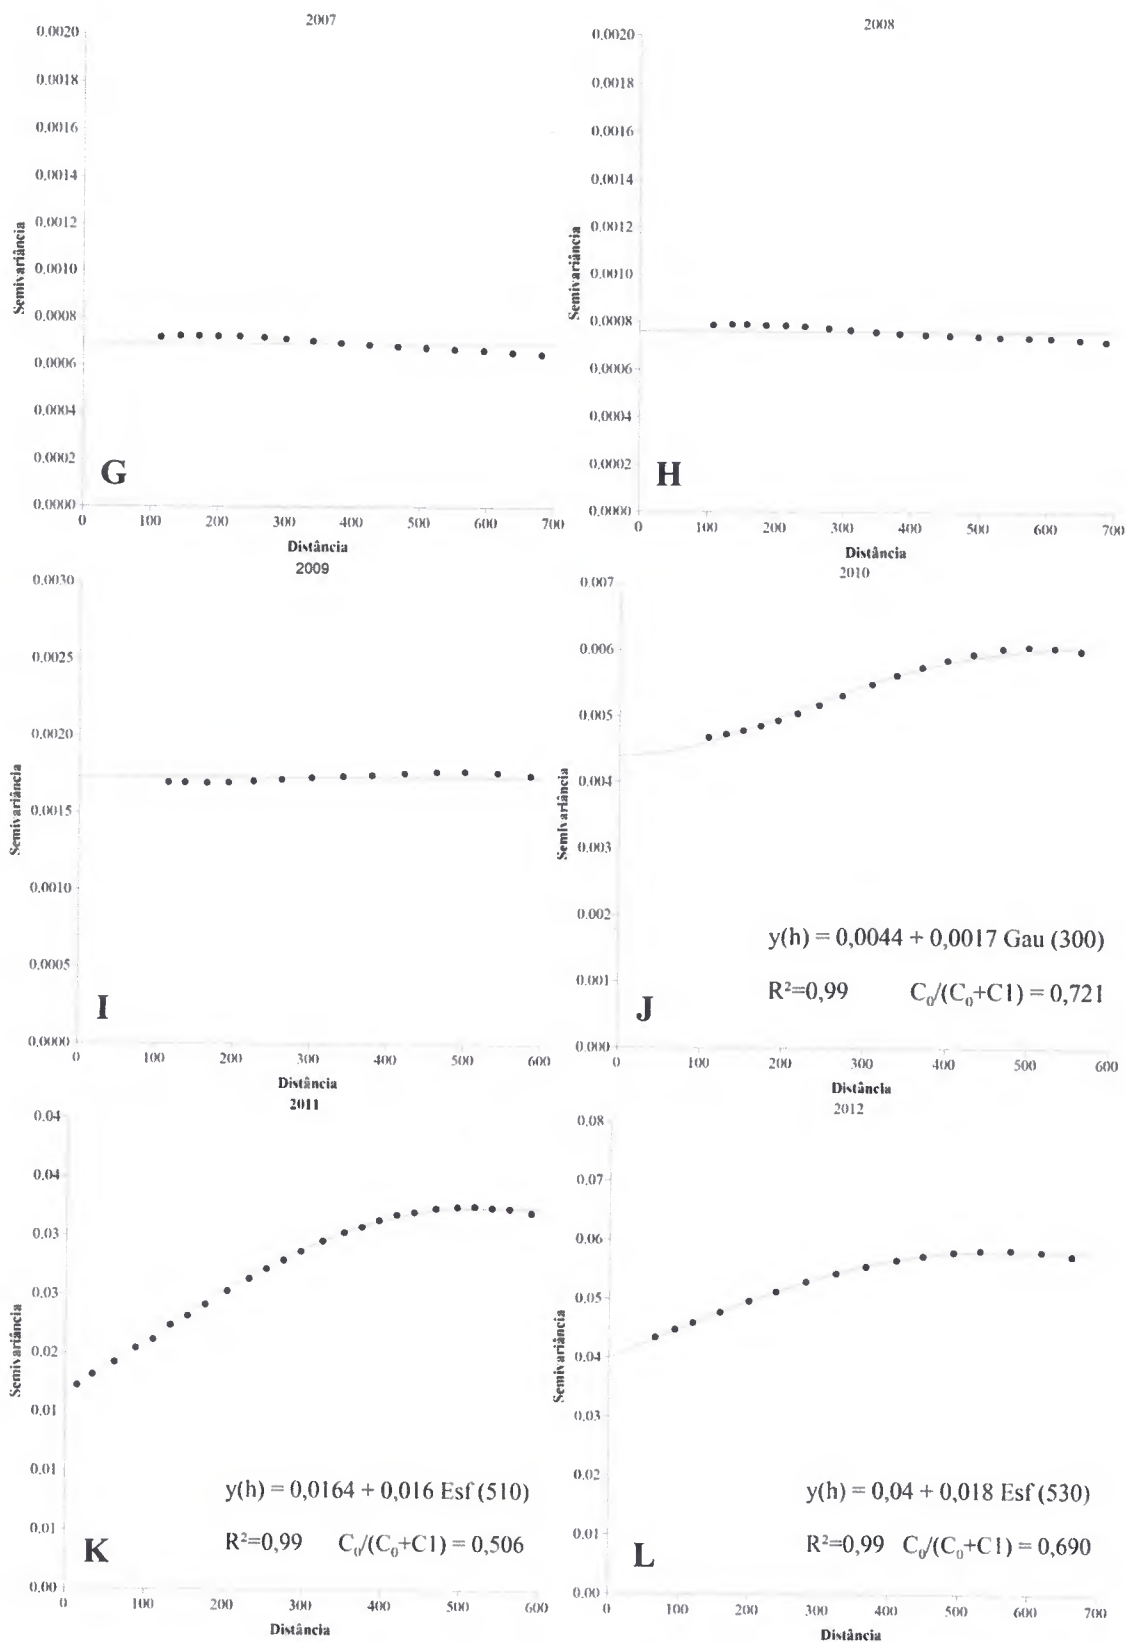 2007
0.0020
0.0018
0.0016
0.0014
0.0012
0.0010
0.0008
0.0006
0.0004
0.0002
0.0000
Semivariância
G
0 100 200 300 400 500 600 700
Distância
2008
0.0020
0.0018
0.0016
0.0014
0.0012
0.0010
0.0008
0.0006
0.0004
0.0002
0.0000
Semivariância
H
0 100 200 300 400 500 600 700
Distância
2009
0.0030
0.0025
0.0020
0.0015
0.0010
0.0005
0.0000
Semivariância
I
0 100 200 300 400 500 600
Distância
2010
0.007
0.006
0.005
0.004
0.003
0.002
0.001
0.000
Semivariância
y(h) = 0,0044 + 0,0017 Gau (300)
R²=0,99 C₀/(C₀+C1) = 0,721
J
0 100 200 300 400 500 600
Distância
2011
0.04
0.04
0.03
0.03
0.02
0.01
0.01
0.01
0.00
Semivariância
y(h) = 0,0164 + 0,016 Esf (510)
R²=0,99 C₀/(C₀+C1) = 0,506
K
0 100 200 300 400 500 600
Distância
2012
0.08
0.07
0.06
0.05
0.04
0.03
0.02
0.01
0.00
Semivariância
y(h) = 0,04 + 0,018 Esf (530)
R²=0,99 C₀/(C₀+C1) = 0,690
L
0 100 200 300 400 500 600 700
Distância